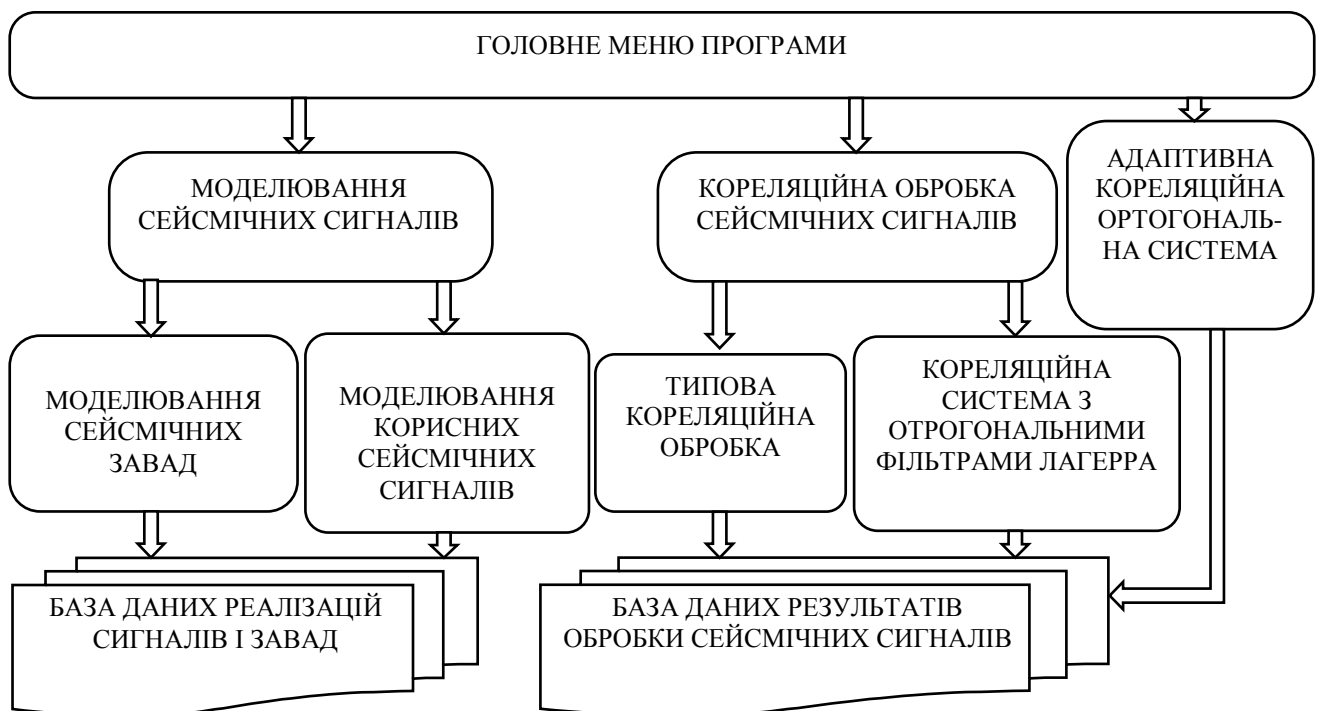 ГОЛОВНЕ МЕНЮ ПРОГРАМИ
МОДЕЛЮВАННЯ
СЕЙСМІЧНИХ СИГНАЛІВ
КОРЕЛЯЦІЙНА ОБРОБКА
СЕЙСМІЧНИХ СИГНАЛІВ
АДАПТИВНА
КОРЕЛЯЦІЙНА
ОРТОГОНАЛЬ-
НА СИСТЕМА
МОДЕЛЮВАННЯ
СЕЙСМІЧНИХ
ЗАВАД
МОДЕЛЮВАННЯ
КОРИСНИХ
СЕЙСМІЧНИХ
СИГНАЛІВ
ТИПОВА
КОРЕЛЯЦІЙНА
ОБРОБКА
КОРЕЛЯЦІЙНА
СИСТЕМА З
ОТРОГОНАЛЬНИМИ
ФІЛЬТРАМИ ЛАГЕРРА
БАЗА ДАНИХ РЕАЛІЗАЦІЙ
СИГНАЛІВ І ЗАВАД
БАЗА ДАНИХ РЕЗУЛЬТАТІВ
ОБРОБКИ СЕЙСМІЧНИХ СИГНАЛІВ